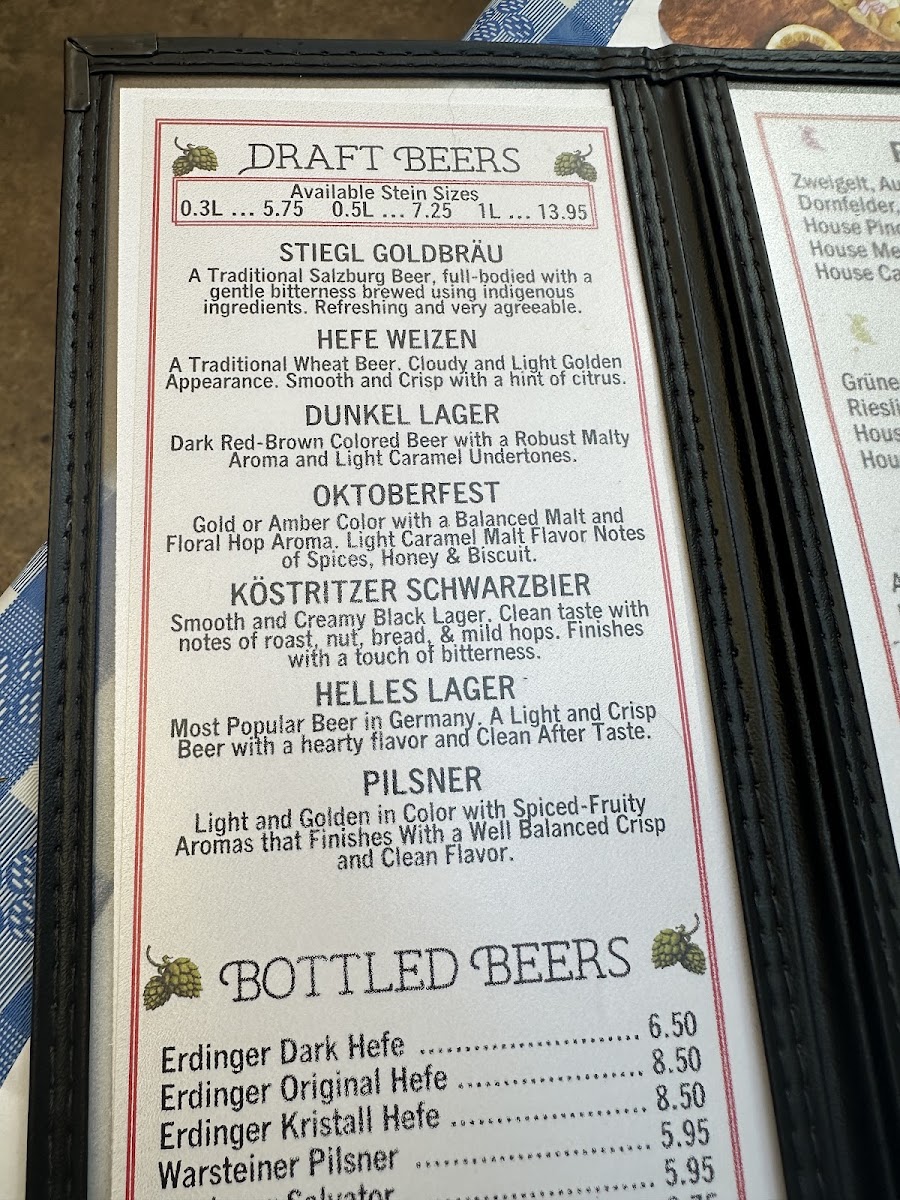 DRAFT BEERS
Available Stein Sizes
0.3L ... 5.75 0.5L ... 7.25 1L ... 13.95
STIEGL GOLDBRÄU
A Traditional Salzburg Beer, full-bodied with a
gentle bitterness brewed using indigenous
ingredients. Refreshing and very agreeable.
HEFE WEIZEN
A Traditional Wheat Beer. Cloudy and Light Golden
Appearance. Smooth and Crisp with a hint of citrus.
DUNKEL LAGER
Dark Red-Brown Colored Beer with a Robust Malty
Aroma and Light Caramel Undertones.
OKTOBERFEST
Gold or Amber Color with a Balanced Malt and
Floral Hop Aroma. Light Caramel Malt Flavor Notes
of Spices, Honey & Biscuit.
KÖSTRITZER SCHWARZBIER
Smooth and Creamy Black Lager. Clean taste with
notes of roast, nut, bread, & mild hops. Finishes
with a touch of bitterness.
HELLES LAGER
Most Popular Beer in Germany. A Light and Crisp
Beer with a hearty flavor and Clean After Taste.
PILSNER
Light and Golden in Color with Spiced-Fruity
Aromas that Finishes With a Well Balanced Crisp
and Clean Flavor.
BOTTLED BEERS
Erdinger Dark Hefe ........................ 6.50
Erdinger Original Hefe ..................... 8.50
Erdinger Kristall Hefe ...................... 8.50
Warsteiner Pilsner ......................... 5.95
Salvator 5.95
Zweigelt, Au
Dornfelder,
House Pino
House Me
House Ca
Grüne
Riesli
Hous
Hou